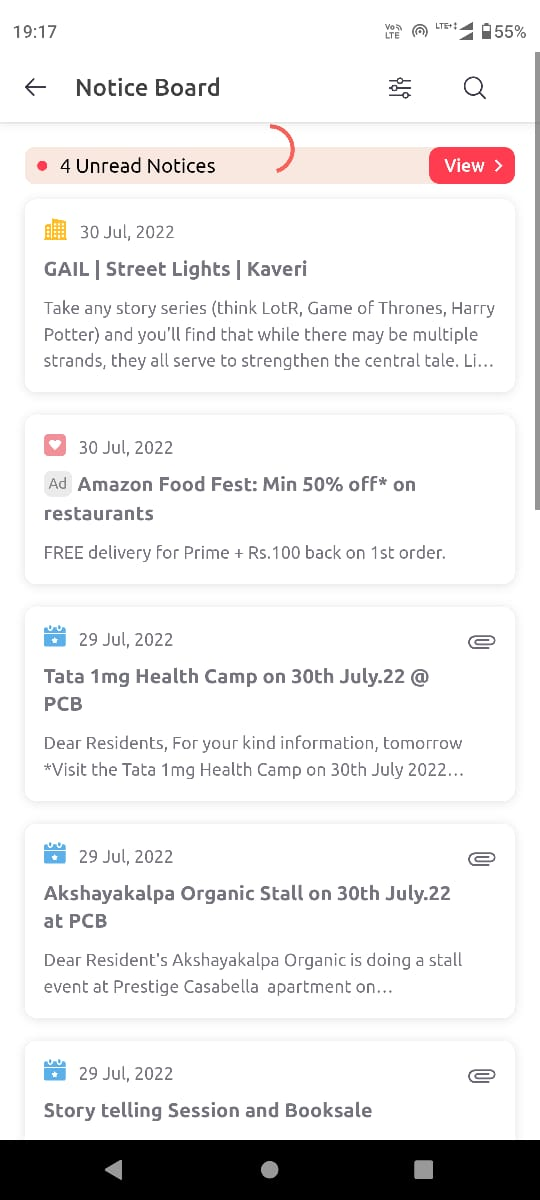 19:17
Vo
LTE
LTE+
55%
Notice Board
4 Unread Notices
View
30 Jul, 2022
GAIL | Street Lights | Kaveri
Take any story series (think LotR, Game of Thrones, Harry
Potter) and you'll find that while there may be multiple
strands, they all serve to strengthen the central tale. Li...
30 Jul, 2022
Ad Amazon Food Fest: Min 50% off* on
restaurants
FREE delivery for Prime + Rs.100 back on 1st order.
29 Jul, 2022
Tata 1mg Health Camp on 30th July.22 @
PCB
Dear Residents, For your kind information, tomorrow
*Visit the Tata 1mg Health Camp on 30th July 2022...
29 Jul, 2022
Akshayakalpa Organic Stall on 30th July.22
at PCB
Dear Resident's Akshayakalpa Organic is doing a stall
event at Prestige Casabella  apartment on...
29 Jul, 2022
Story telling Session and Booksale